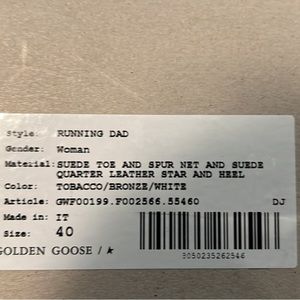 Style: RUNNING DAD
Gender: Woman
Material: SUEDE TOE AND SPUR NET AND SUEDE
QUARTER LEATHER STAR AND HEEL
Color: TOBACCO/BRONZE/WHITE
Article: GWF00199.F002566.55460 DJ
Made in: IT
Size: 40
GOLDEN GOOSE / 
3050235262546